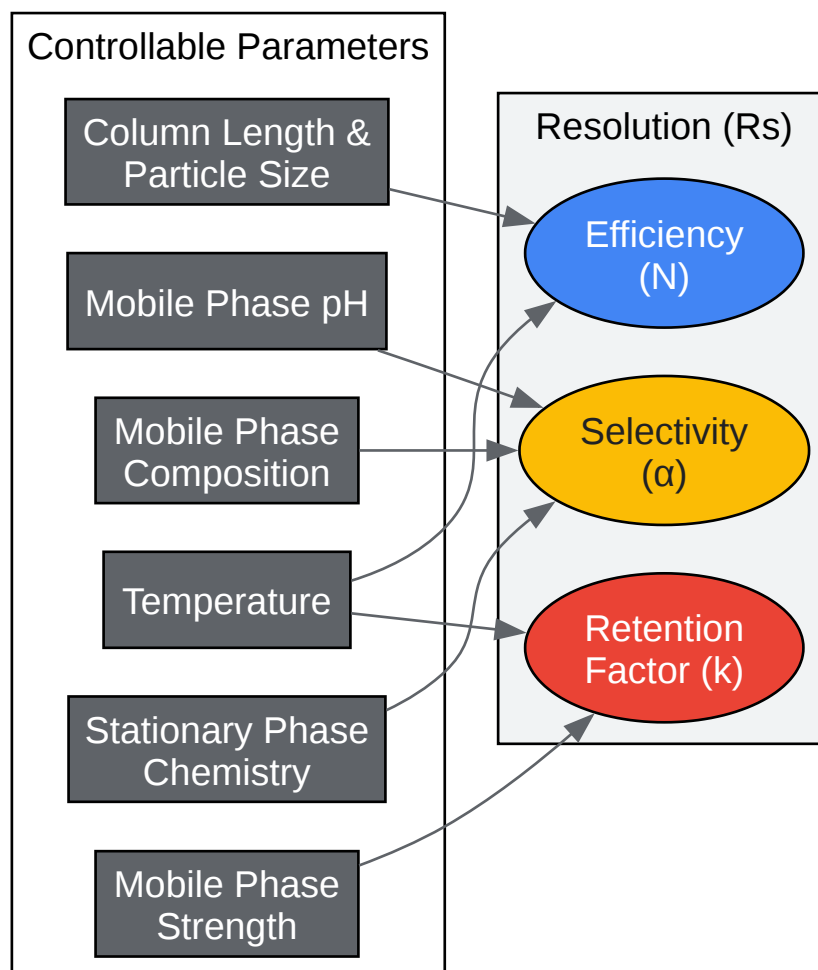 Controllable Parameters
Column Length &
Particle Size
Mobile Phase pH
Mobile Phase
Composition
Temperature
Stationary Phase
Chemistry
Mobile Phase
Strength
Resolution (Rs)
Efficiency
(N)
Selectivity
(α)
Retention
Factor (k)